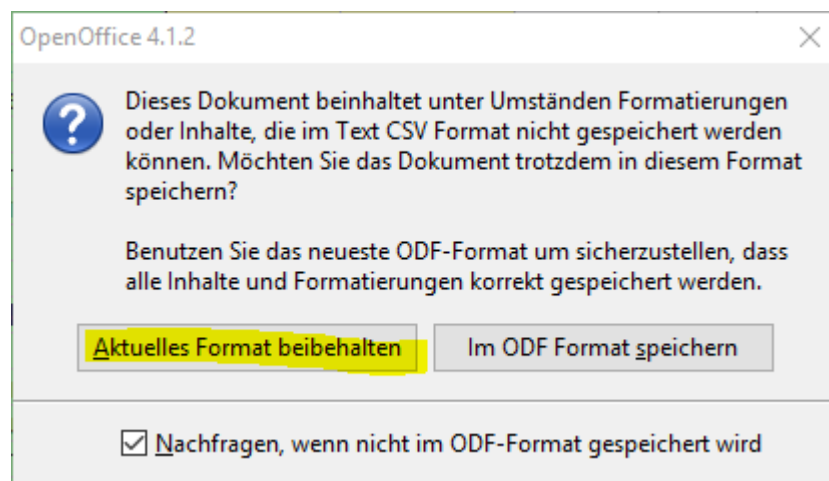 OpenOffice 4.1.2
Dieses Dokument beinhaltet unter Umständen Formatierungen
oder Inhalte, die im Text CSV Format nicht gespeichert werden
können. Möchten Sie das Dokument trotzdem in diesem Format
speichern?
Benutzen Sie das neueste ODF-Format um sicherzustellen, dass
alle Inhalte und Formatierungen korrekt gespeichert werden.
Aktuelles Format beibehalten
Im ODF Format speichern
Nachfragen, wenn nicht im ODF-Format gespeichert wird